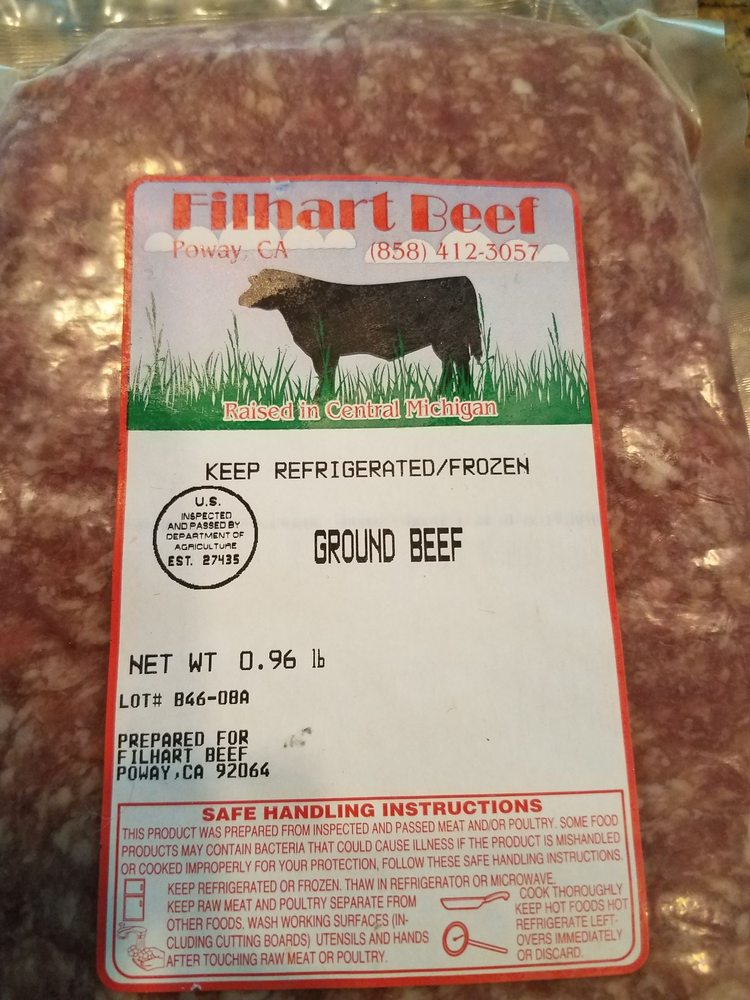 Filhart Beef
Poway, CA (858) 412-3057
Raised in Central Michigan
KEEP REFRIGERATED/FROZEN
U.S.
INSPECTED
AND PASSED BY
DEPARTMENT OF
AGRICULTURE
EST. 27435
GROUND BEEF
NET WT 0.96 lb
LOT# B46-08A
PREPARED FOR
FILHART BEEF
POWAY,CA 92064
SAFE HANDLING INSTRUCTIONS
THIS PRODUCT WAS PREPARED FROM INSPECTED AND PASSED MEAT AND/OR POULTRY. SOME FOOD
PRODUCTS MAY CONTAIN BACTERIA THAT COULD CAUSE ILLNESS IF THE PRODUCT IS MISHANDLED
OR COOKED IMPROPERLY FOR YOUR PROTECTION, FOLLOW THESE SAFE HANDLING INSTRUCTIONS.
KEEP REFRIGERATED OR FROZEN. THAW IN REFRIGERATOR OR MICROWAVE.
KEEP RAW MEAT AND POULTRY SEPARATE FROM
OTHER FOODS. WASH WORKING SURFACES (IN-
CLUDING CUTTING BOARDS) UTENSILS AND HANDS
AFTER TOUCHING RAW MEAT OR POULTRY.
COOK THOROUGHLY
KEEP HOT FOODS HOT
REFRIGERATE LEFT-
OVERS IMMEDIATELY
OR DISCARD.